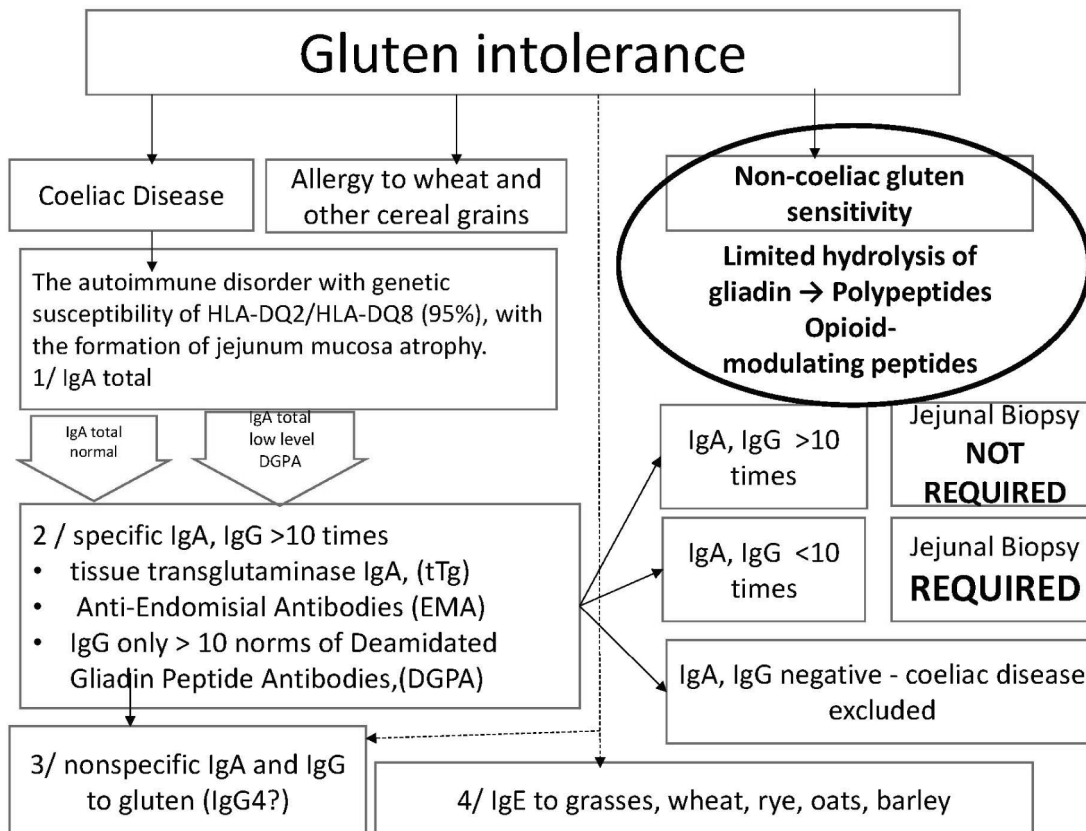 Gluten intolerance
Coeliac Disease
Allergy to wheat and
other cereal grains
Non-coeliac gluten
sensitivity
Limited hydrolysis of
gliadin → Polypeptides
Opioid-
modulating peptides
The autoimmune disorder with genetic
susceptibility of HLA-DQ2/HLA-DQ8 (95%), with
the formation of jejunum mucosa atrophy.
1/ IgA total
IgA total
normal
IgA total
low level
DGPA
2 / specific IgA, IgG >10 times
• tissue transglutaminase IgA, (tTg)
• Anti-Endomisial Antibodies (EMA)
• IgG only > 10 norms of Deamidated
Gliadin Peptide Antibodies,(DGPA)
IgA, IgG >10
times
Jejunal Biopsy
NOT
REQUIRED
IgA, IgG <10
times
Jejunal Biopsy
REQUIRED
IgA, IgG negative - coeliac disease
excluded
3/ nonspecific IgA and IgG
to gluten (IgG4?)
4/ IgE to grasses, wheat, rye, oats, barley